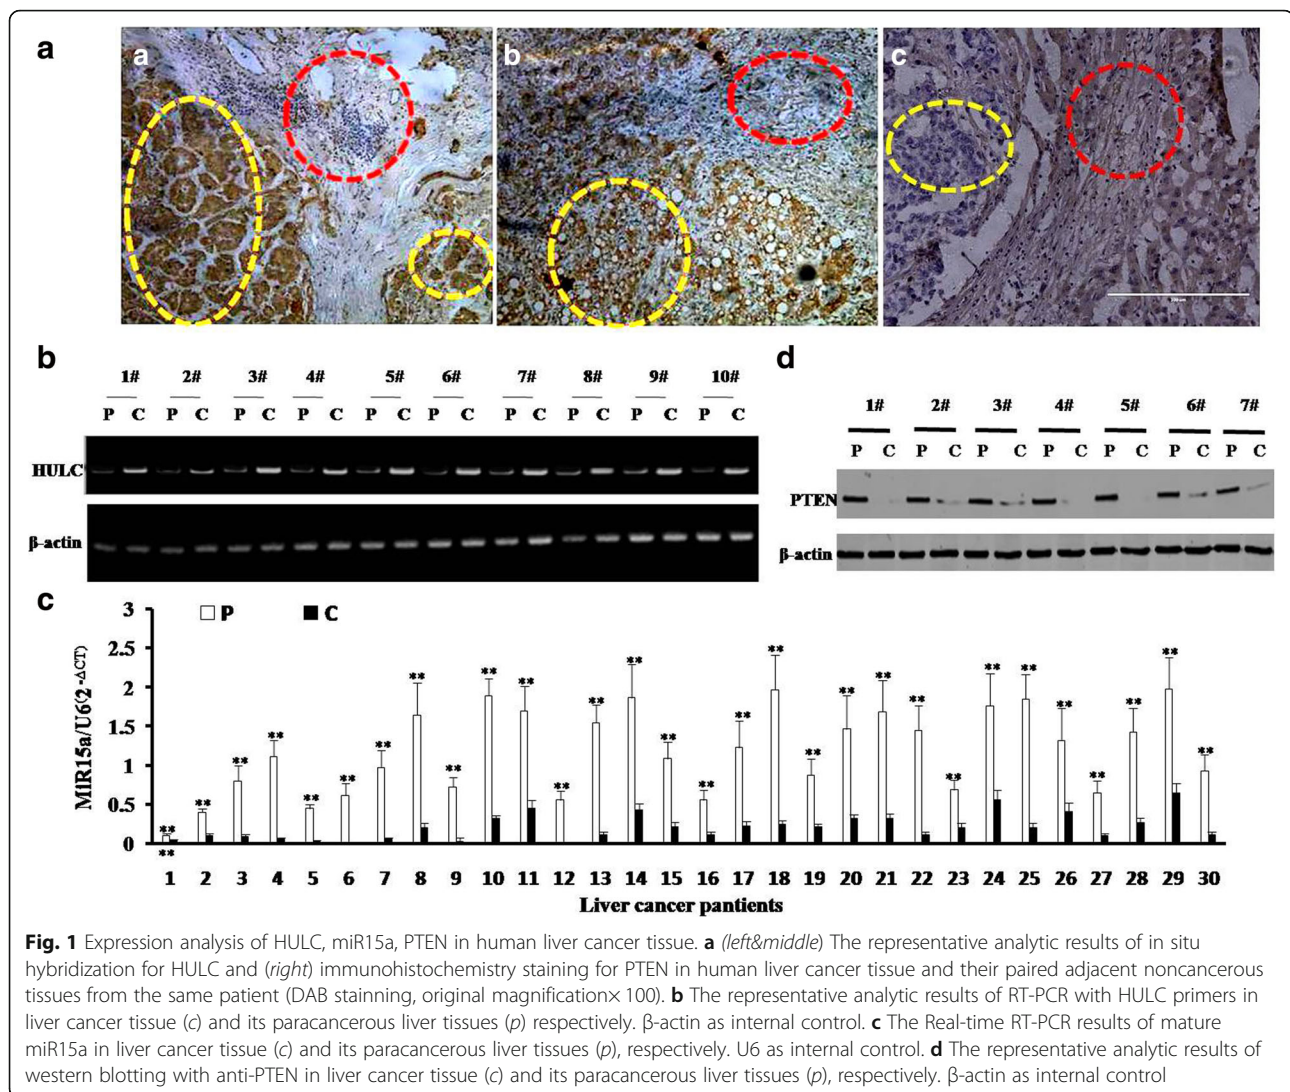 a
a
b
c
b
1# 2# 3# 4# 5# 6# 7# 8# 9# 10#
P C P C P C P C P C P C P C P C P C P C
HULC
β-actin
d
1# 2# 3# 4# 5# 6# 7#
P C P C P C P C P C P C P C
PTEN
β-actin
c
P C
MiR15a/U6(2-ΔCT)
3
2.5
2
1.5
1
0.5
0
** ** ** ** ** ** ** ** ** ** ** ** ** ** ** ** ** ** ** ** ** ** ** ** ** ** ** ** ** **
**
1 2 3 4 5 6 7 8 9 10 11 12 13 14 15 16 17 18 19 20 21 22 23 24 25 26 27 28 29 30
Liver cancer pantients
Fig. 1 Expression analysis of HULC, miR15a, PTEN in human liver cancer tissue. a (left&middle) The representative analytic results of in situ
hybridization for HULC and (right) immunohistochemistry staining for PTEN in human liver cancer tissue and their paired adjacent noncancerous
tissues from the same patient (DAB stainning, original magnification× 100). b The representative analytic results of RT-PCR with HULC primers in
liver cancer tissue (c) and its paracancerous liver tissues (p) respectively. β-actin as internal control. c The Real-time RT-PCR results of mature
miR15a in liver cancer tissue (c) and its paracancerous liver tissues (p), respectively. U6 as internal control. d The representative analytic results of
western blotting with anti-PTEN in liver cancer tissue (c) and its paracancerous liver tissues (p), respectively. β-actin as internal control